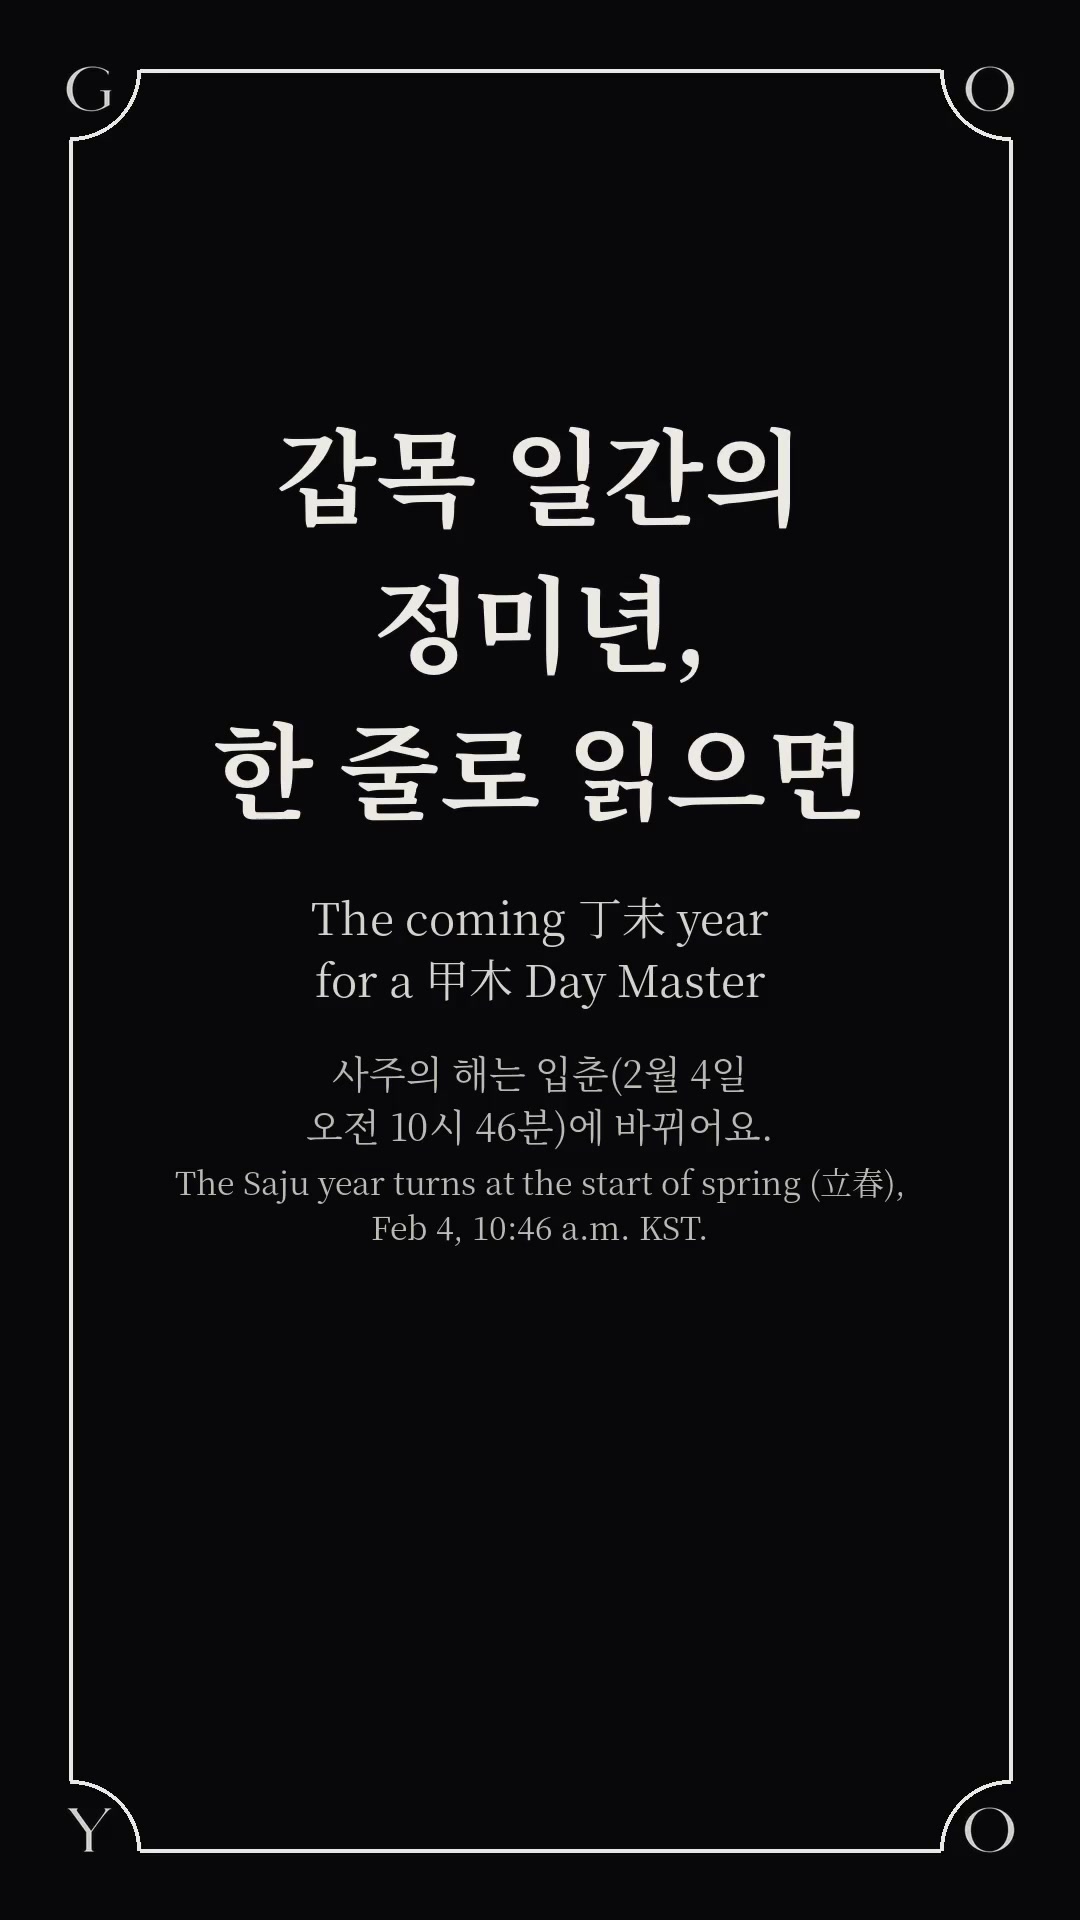 G O
갑목 일간의
정미년,
한 줄로 읽으면
The coming 丁未 year
for a 甲木 Day Master
사주의 해는 입춘(2월 4일
오전 10시 46분)에 바뀌어요.
The Saju year turns at the start of spring (立春),
Feb 4, 10:46 a.m. KST.
Y O